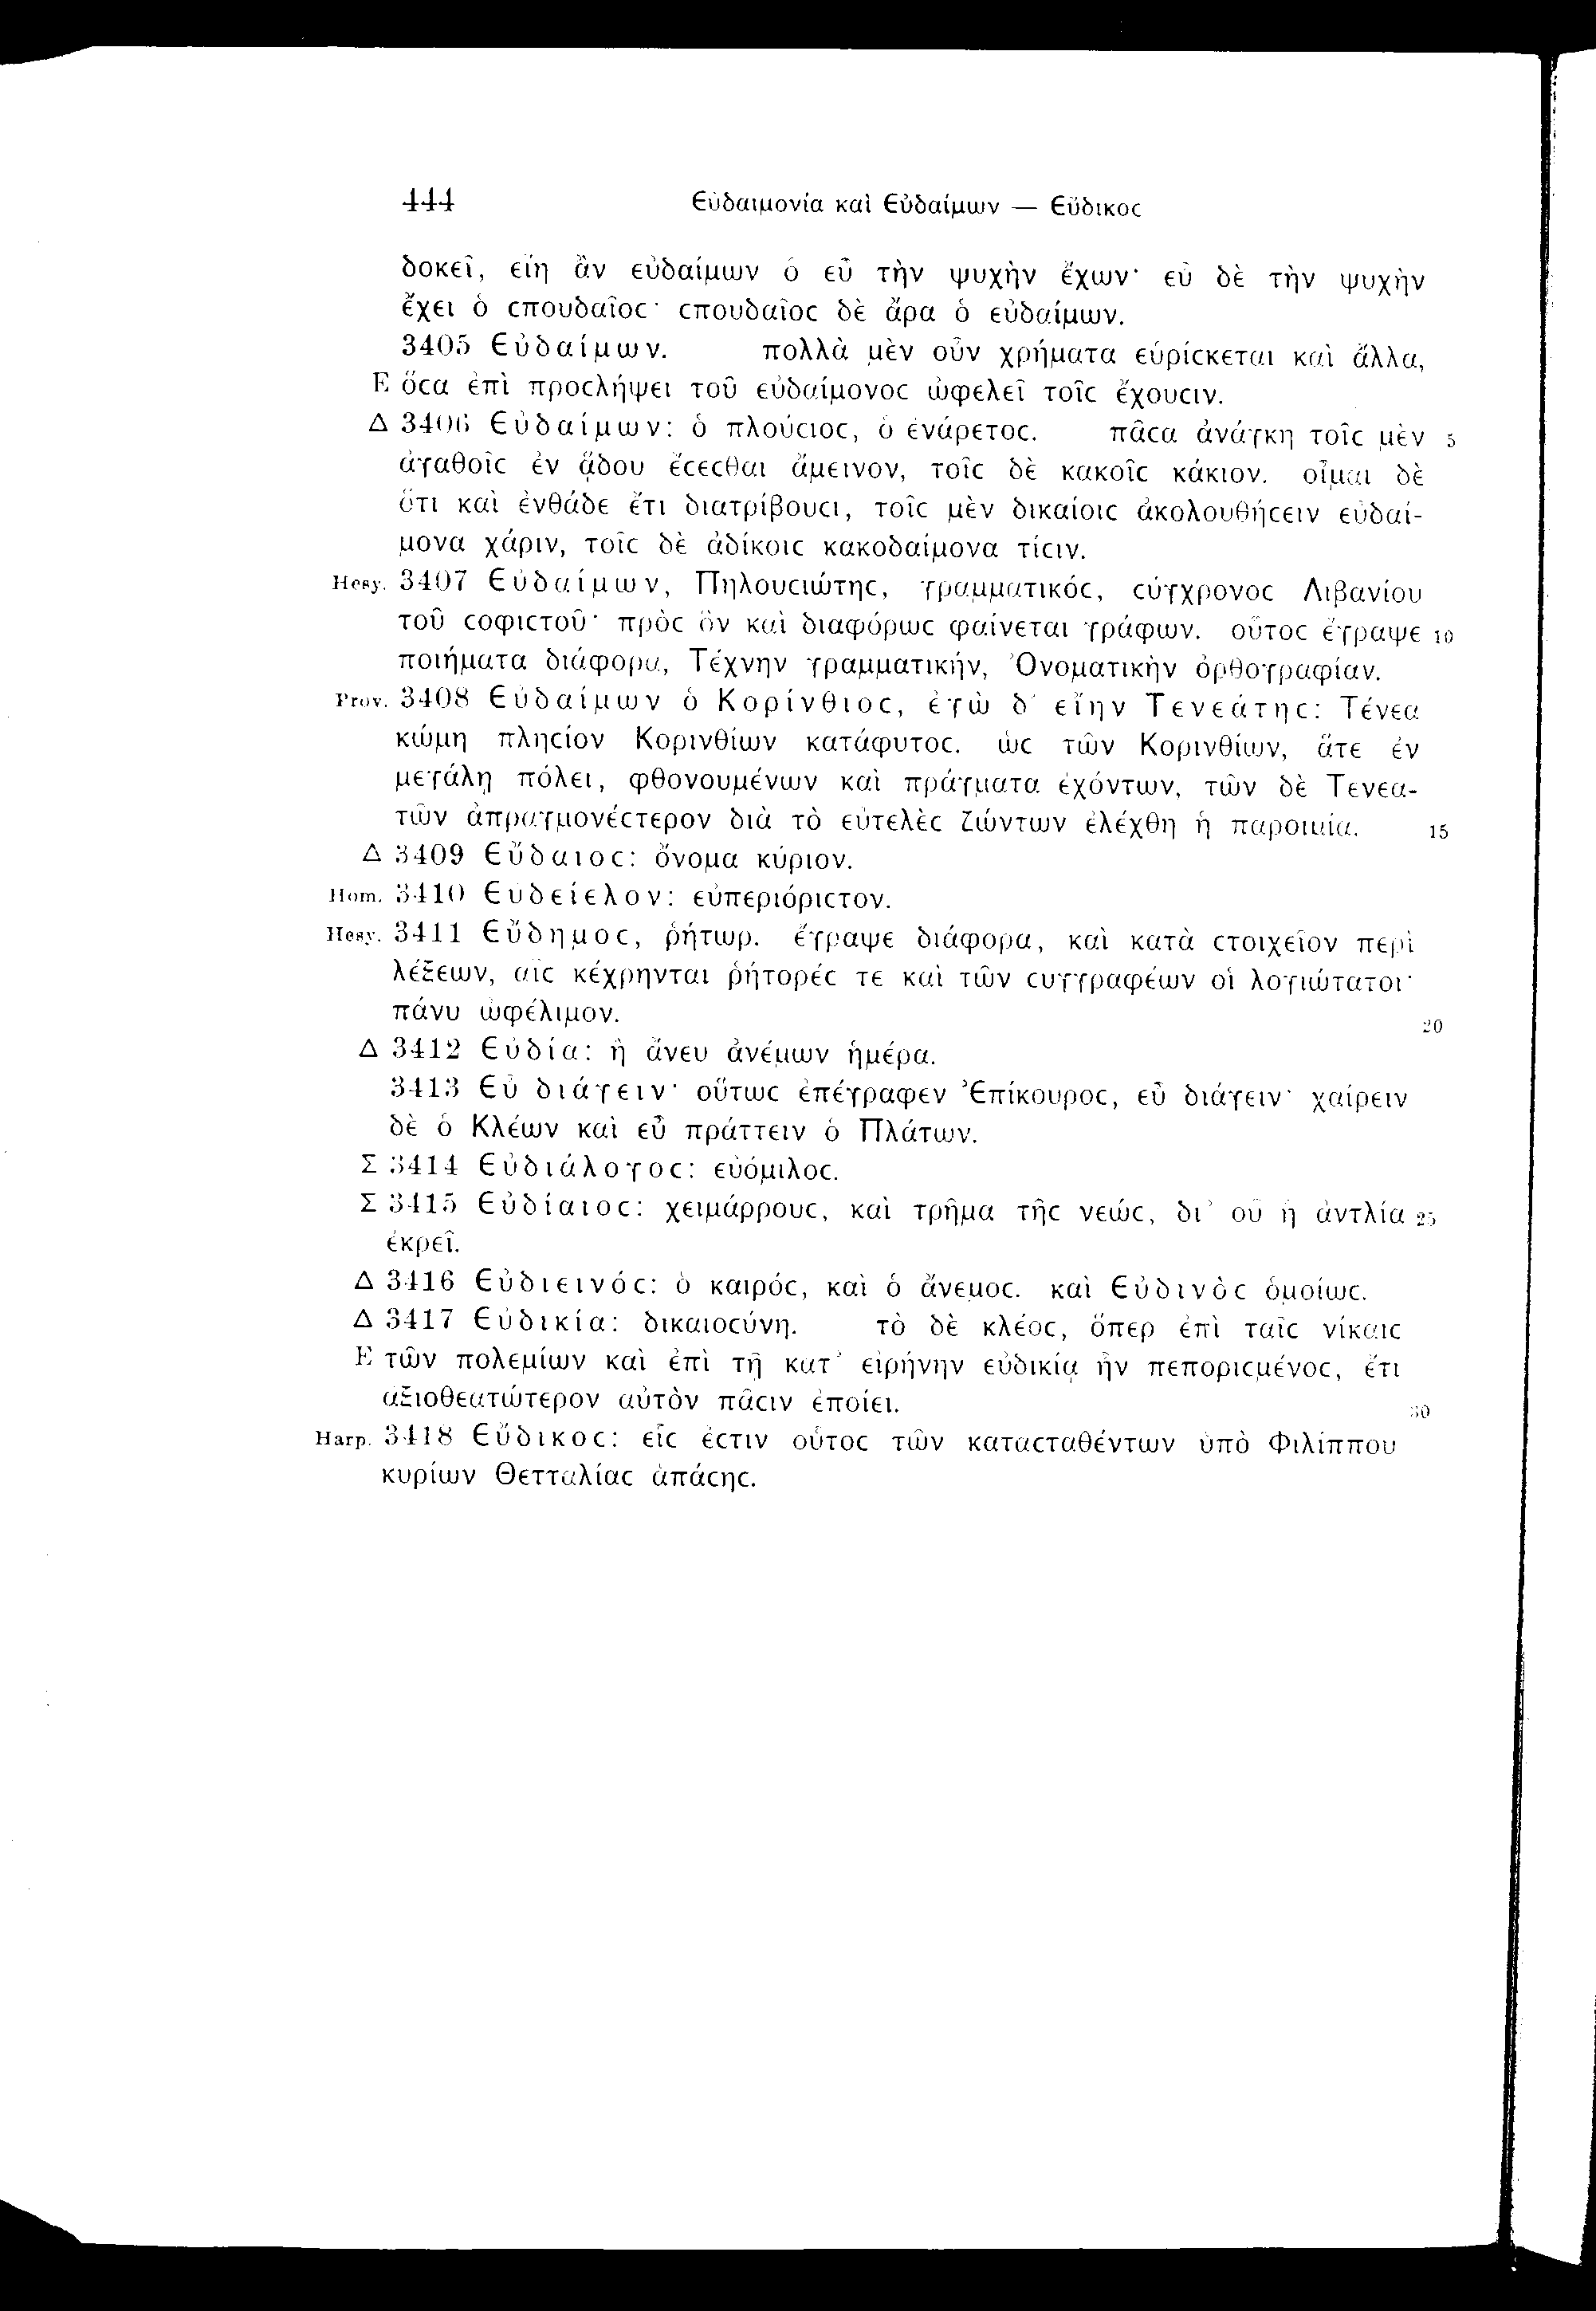 444 Εὐδαιμονία καὶ Εὐδαίμων — Εὔδικος
δοκεῖ, εἴη ἂν εὐδαίμων ὁ εὖ τὴν ψυχὴν ἔχων· εὖ δὲ τὴν ψυχὴν
ἔχει ὁ ϲπουδαῖοϲ· ϲπουδαῖοϲ δὲ ἄρα ὁ εὐδαίμων.
3405 Εὐδαίμων. πολλὰ μὲν οὖν χρήματα εὑρίϲκεται καὶ ἄλλα,
E ὅϲα ἐπὶ προϲλήψει τοῦ εὐδαίμονοϲ ὠφελεῖ τοῖϲ ἔχουϲιν.
Δ 3406 Εὐδαίμων: ὁ πλούϲιοϲ, ὁ ἐνάρετοϲ. πᾶϲα ἀνάγκη τοῖϲ μὲν 5
ἀγαθοῖϲ ἐν ᾅδου ἔϲεϲθαι ἄμεινον, τοῖϲ δὲ κακοῖϲ κάκιον. οἶμαι δὲ
ὅτι καὶ ἐνθάδε ἔτι διατρίβουϲι, τοῖϲ μὲν δικαίοιϲ ἀκολουθήϲειν εὐδαί-
μονα χάριν, τοῖϲ δὲ ἀδίκοιϲ κακοδαίμονα τίϲιν.
Hesy. 3407 Εὐδαίμων, Πηλουϲιώτηϲ, γραμματικόϲ, ϲύγχρονοϲ Λιβανίου
τοῦ ϲοφιϲτοῦ· πρὸϲ ὃν καὶ διαφόρωϲ φαίνεται γράφων. οὗτοϲ ἔγραψε 10
ποιήματα διάφορα, Τέχνην γραμματικήν, Ὀνοματικὴν ὀρθογραφίαν.
Prov. 3408 Εὐδαίμων ὁ Κορίνθιοϲ, ἐγὼ δ' εἴην Τενεάτηϲ: Τένεα
κώμη πληϲίον Κορινθίων κατάφυτοϲ. ὡϲ τῶν Κορινθίων, ἅτε ἐν
μεγάλῃ πόλει, φθονουμένων καὶ πράγματα ἐχόντων, τῶν δὲ Τενεα-
τῶν ἀπραγμονέϲτερον διὰ τὸ εὐτελὲϲ ζώντων ἐλέχθη ἡ παροιμία. 15
Δ 3409 Εὔδαιοϲ: ὄνομα κύριον.
Hom. 3410 Εὐδείελον: εὐπεριόριϲτον.
Hesy. 3411 Εὔδημοϲ, ῥήτωρ. ἔγραψε διάφορα, καὶ κατὰ ϲτοιχεῖον περὶ
λέξεων, αἷϲ κέχρηνται ῥήτορέϲ τε καὶ τῶν ϲυγγραφέων οἱ λογιώτατοι·
πάνυ ὠφέλιμον. 20
Δ 3412 Εὐδία: ἡ ἄνευ ἀνέμων ἡμέρα.
3413 Εὖ διάγειν· οὕτωϲ ἐπέγραφεν Ἐπίκουροϲ, εὖ διάγειν· χαίρειν
δὲ ὁ Κλέων καὶ εὖ πράττειν ὁ Πλάτων.
Σ 3414 Εὐδιάλογοϲ: εὐόμιλοϲ.
Σ 3415 Εὐδίαιοϲ: χειμάρρουϲ, καὶ τρῆμα τῆϲ νεώϲ, δι' οὗ ἡ ἀντλία 25
ἐκρεῖ.
Δ 3416 Εὐδιεινόϲ: ὁ καιρόϲ, καὶ ὁ ἄνεμοϲ. καὶ Εὐδινὸϲ ὁμοίωϲ.
Δ 3417 Εὐδικία: δικαιοϲύνη. τὸ δὲ κλέοϲ, ὅπερ ἐπὶ ταῖϲ νίκαιϲ
E τῶν πολεμίων καὶ ἐπὶ τῇ κατ' εἰρήνην εὐδικίᾳ ἦν πεποριϲμένοϲ, ἔτι
ἀξιοθεατώτερον αὐτὸν πᾶϲιν ἐποίει. 30
Harp. 3418 Εὔδικοϲ: εἷϲ ἐϲτιν οὗτοϲ τῶν καταϲταθέντων ὑπὸ Φιλίππου
κυρίων Θετταλίαϲ ἁπάϲηϲ.